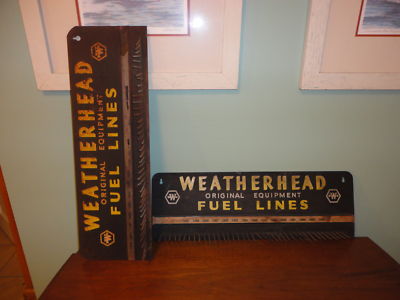 WEATHERHEAD
ORIGINAL EQUIPMENT
FUEL LINES
W
W
WEATHERHEAD
W
ORIGINAL EQUIPMENT
W
FUEL LINES